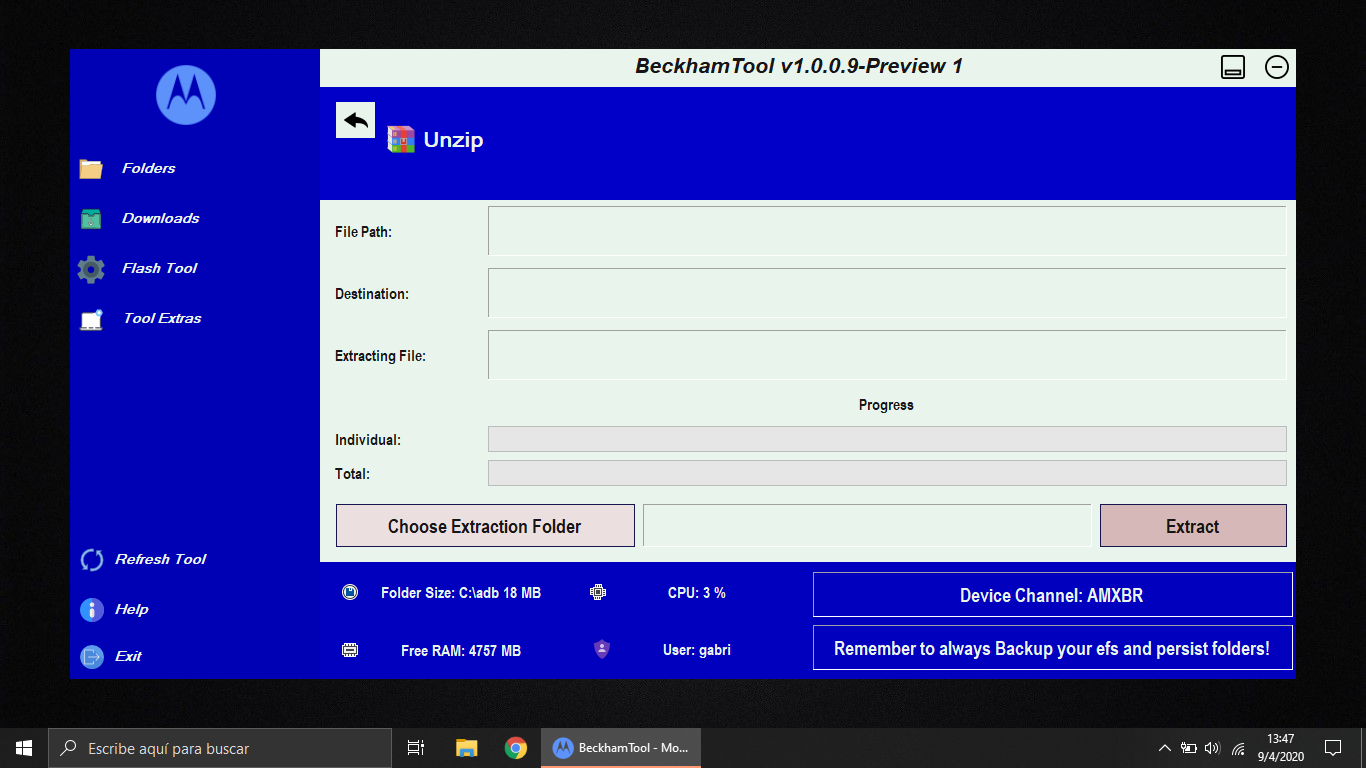 BeckhamTool v1.0.0.9-Preview 1
Folders
Downloads
Flash Tool
Tool Extras
Refresh Tool
Help
Exit
Unzip
File Path:
Destination:
Extracting File:
Progress
Individual:
Total:
Choose Extraction Folder
Extract
Folder Size: C:\adb 18 MB
CPU: 3 %
Device Channel: AMXBR
Free RAM: 4757 MB
User: gabri
Remember to always Backup your efs and persist folders!
Escribe aquí para buscar
BeckhamTool - Mo...
13:47
9/4/2020